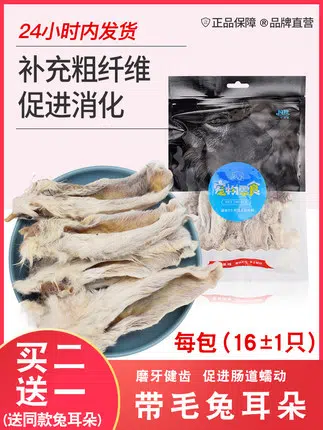 24小时内发货
正品保障 ® 品牌直营
补充粗纤维
促进消化
宠物零食
每包(16±1只)
买二
送一
(送同款兔耳朵)
磨牙健齿 促进肠道蠕动
带毛兔耳朵